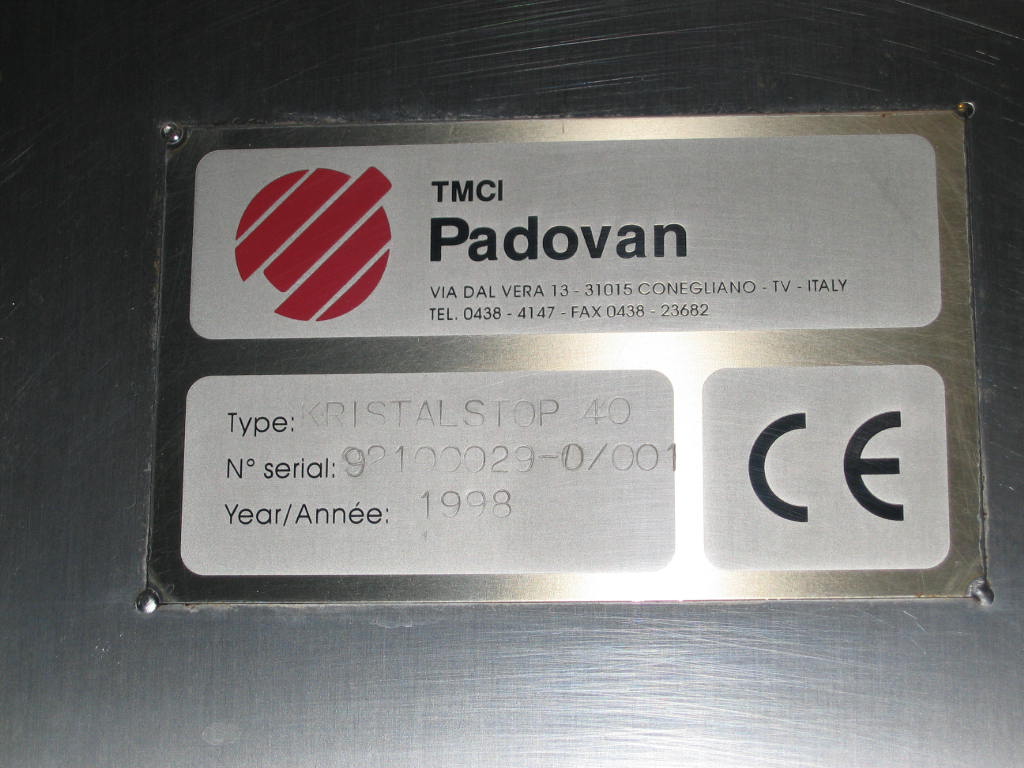 TMCI
Padovan
VIA DAL VERA 13 - 31015 CONEGLIANO - TV - ITALY
TEL. 0438 - 4147 - FAX 0438 - 23682
Type: KRISTALSTOP 40
N° serial: 92100029-0/001
Year/Année: 1998
CE